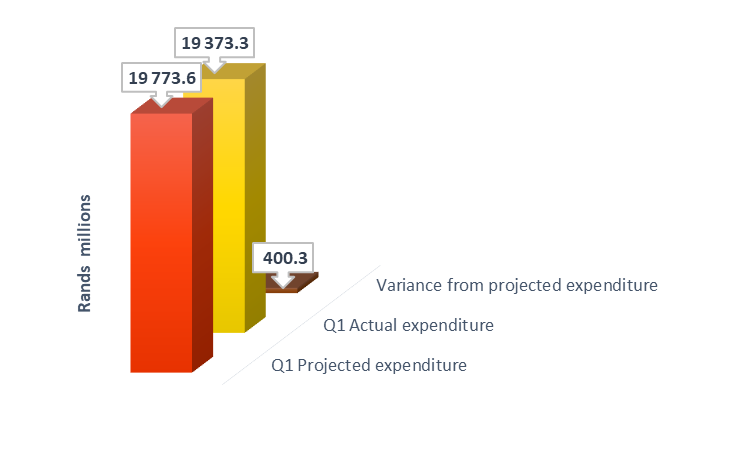 19 373.3
19 773.6
400.3
Rands millions
Variance from projected expenditure
Q1 Actual expenditure
Q1 Projected expenditure